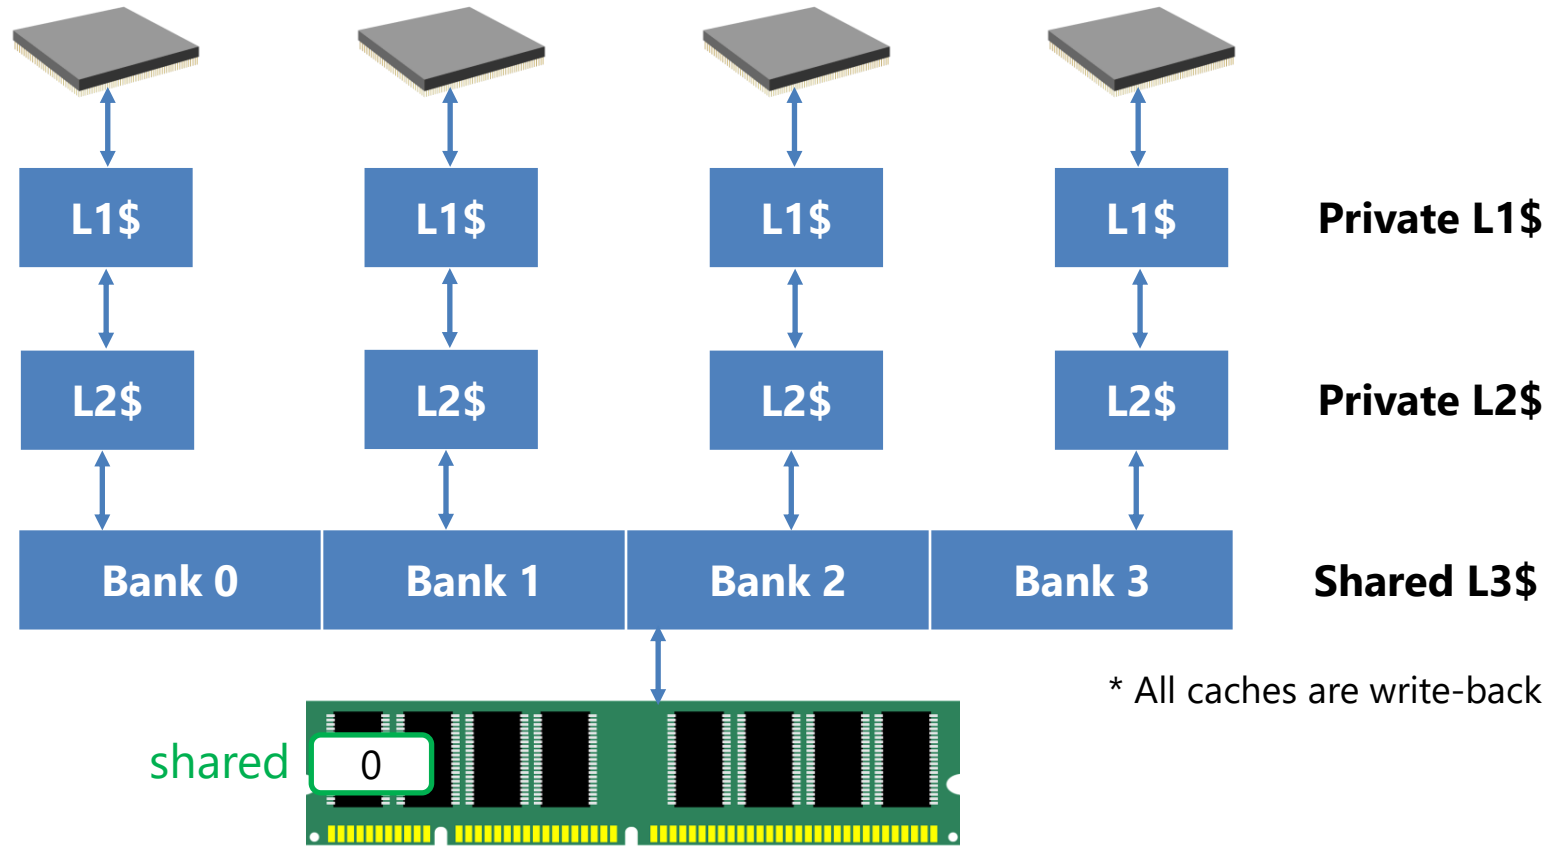 L1$ L1$ L1$ L1$ Private L1$
L2$ L2$ L2$ L2$ Private L2$
Bank 0 Bank 1 Bank 2 Bank 3 Shared L3$
* All caches are write-back
shared 0